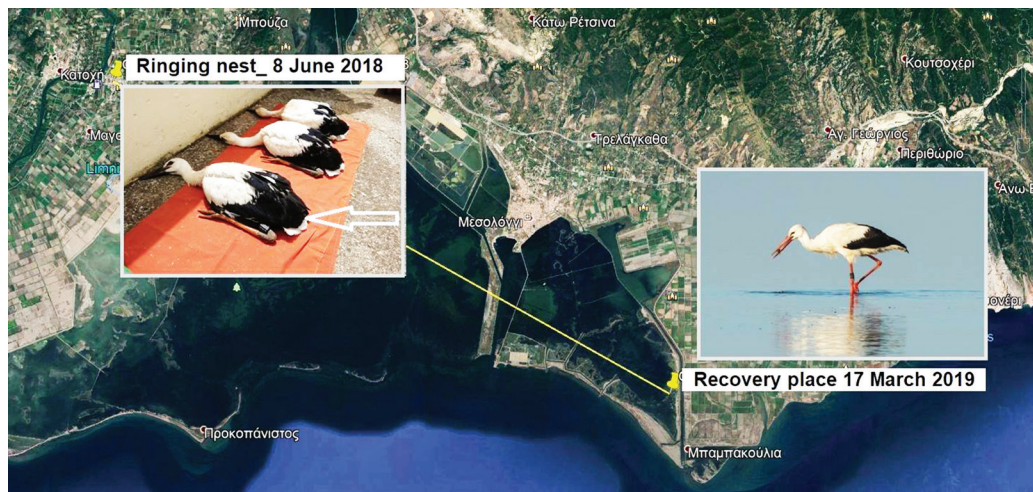 Μπούζα
Κάτω Ρέτσινα
Κουτσοχέρι
Κατοχή
Ringing nest_ 8 June 2018
Τρελάγκαθα
Αγ. Γεώργιος
Περιθώριο
Limni
Μεσολόγγι
Recovery place 17 March 2019
Προκοπάνιστος
Μπαμπακούλια